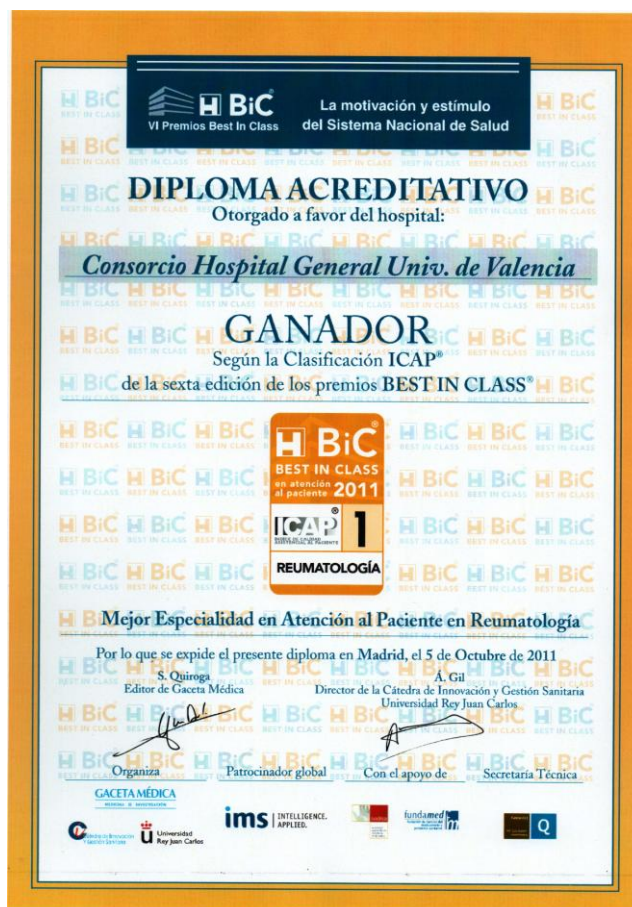 H BiC
VI Premios Best In Class
La motivación y estímulo
del Sistema Nacional de Salud
DIPLOMA ACREDITATIVO
Otorgado a favor del hospital:
Consorcio Hospital General Univ. de Valencia
GANADOR
Según la Clasificación ICAP®
de la sexta edición de los premios BEST IN CLASS®
H BiC
BEST IN CLASS
en atención
al paciente 2011
ICAP® 1
REUMATOLOGÍA
Mejor Especialidad en Atención al Paciente en Reumatología
Por lo que se expide el presente diploma en Madrid, el 5 de Octubre de 2011
S. Quiroga
Editor de Gaceta Médica
Á. Gil
Director de la Cátedra de Innovación y Gestión Sanitaria
Universidad Rey Juan Carlos
Organiza
Patrocinador global
Con el apoyo de
Secretaría Técnica
GACETA MÉDICA
Universidad
Rey Juan Carlos
ims INTELLIGENCE.
APPLIED.
fundamed
Q